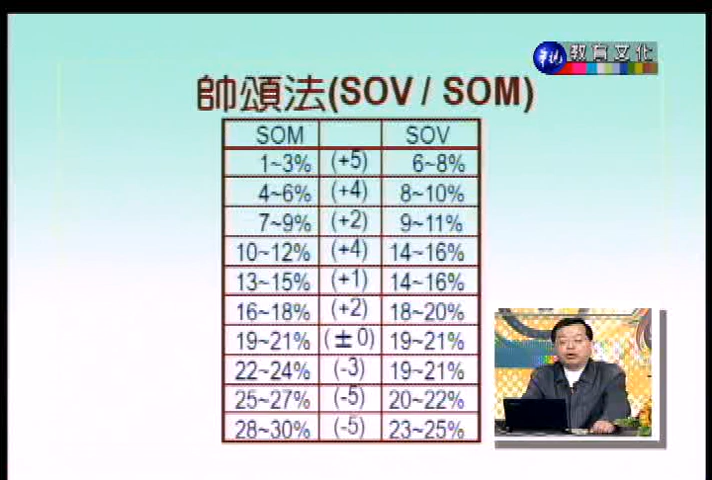 華視 教育文化
帥頌法(SOV / SOM)
SOM SOV
1~3% (+5) 6~8%
4~6% (+4) 8~10%
7~9% (+2) 9~11%
10~12% (+4) 14~16%
13~15% (+1) 14~16%
16~18% (+2) 18~20%
19~21% (±0) 19~21%
22~24% (-3) 19~21%
25~27% (-5) 20~22%
28~30% (-5) 23~25%